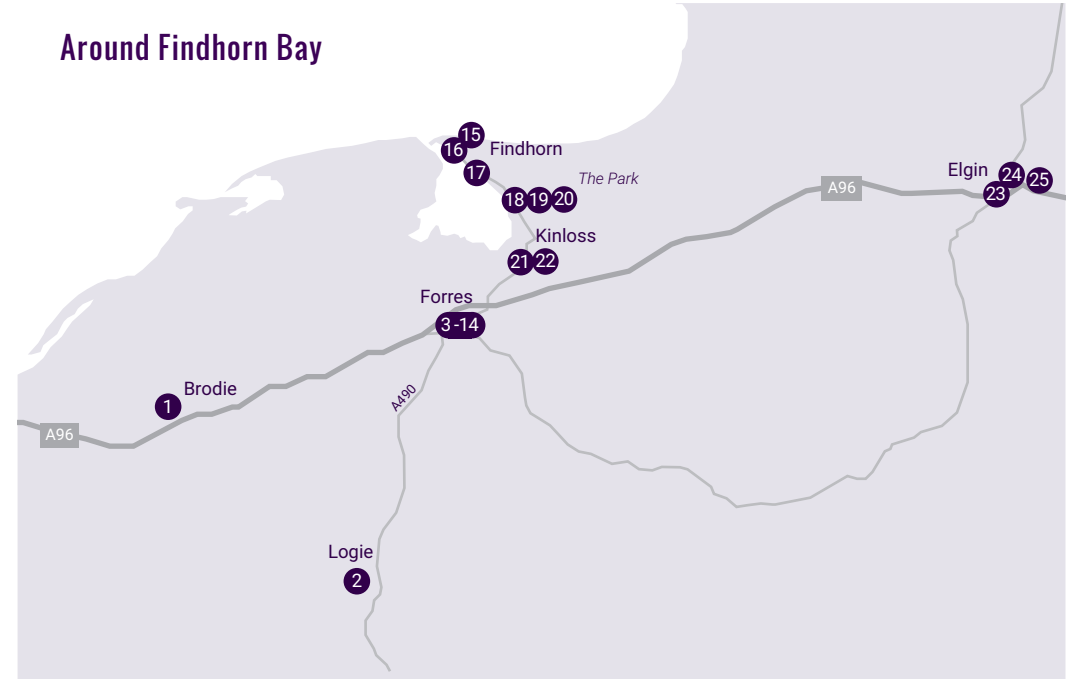 Around Findhorn Bay
15
16
Findhorn
17
The Park
18 19 20
Kinloss
21 22
A96
Elgin
24
25
23
Forres
3 -14
Brodie
1
A490
A96
Logie
2